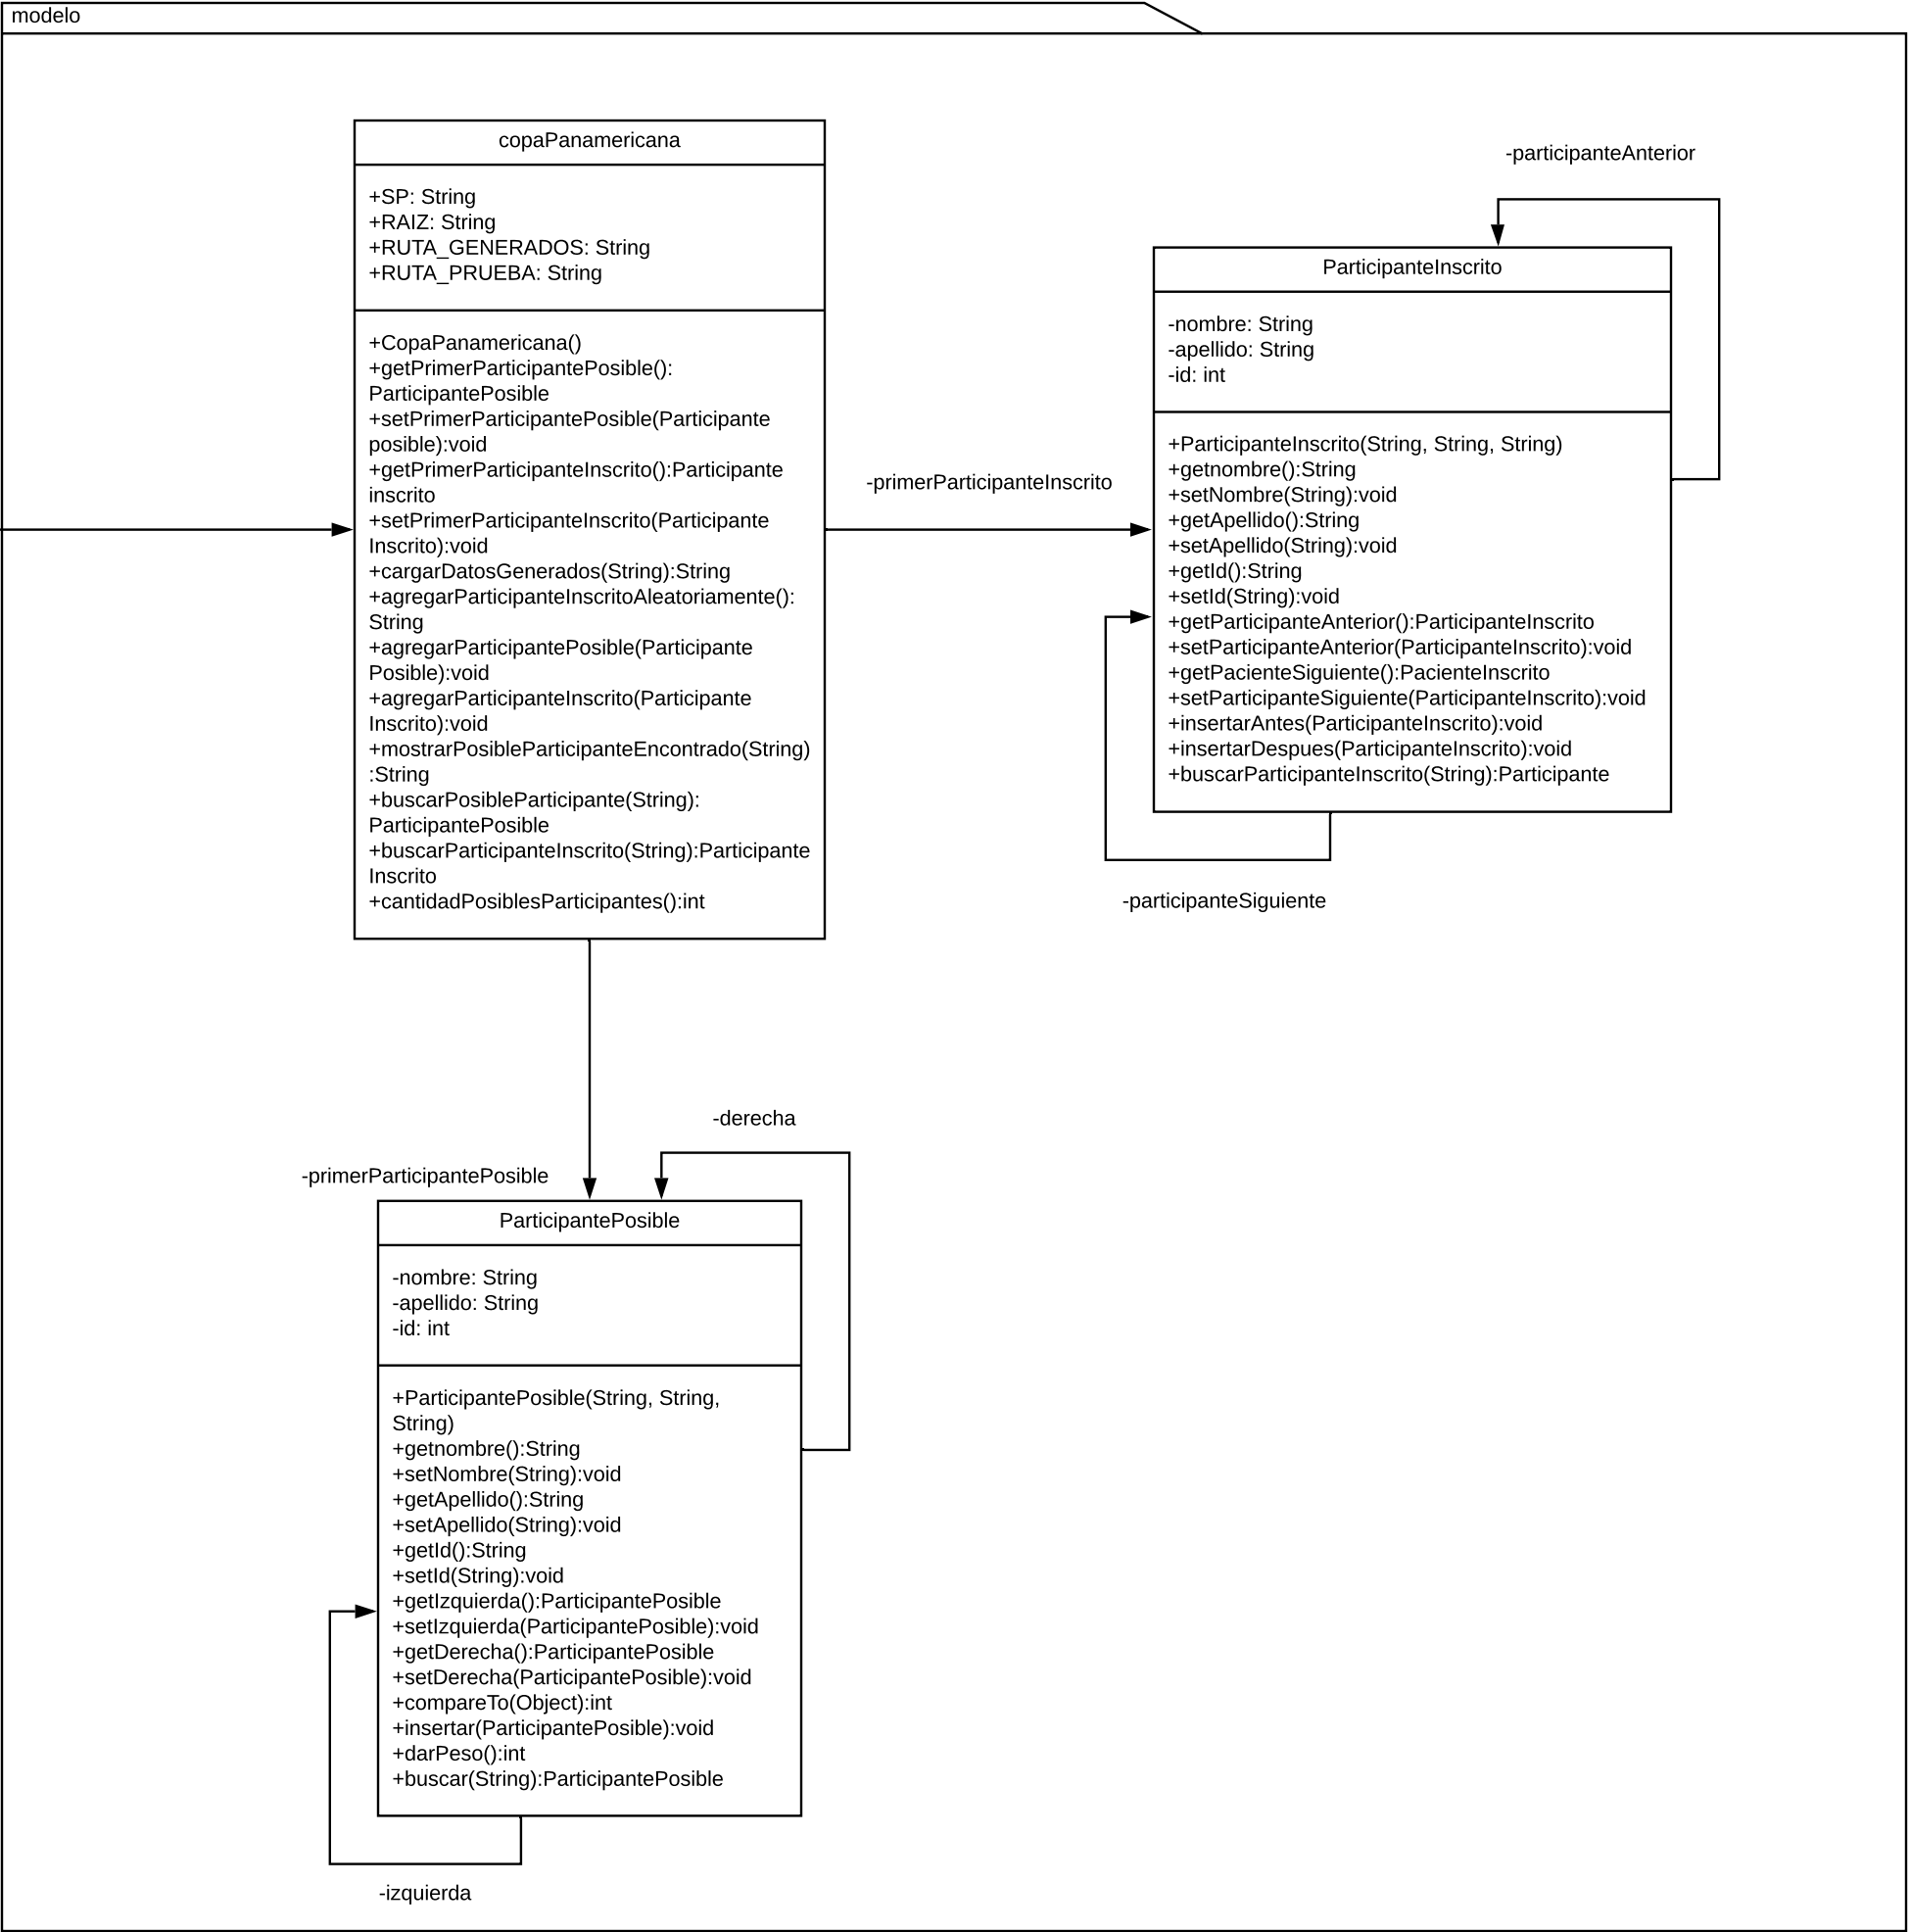 modelo
copaPanamericana
+SP: String
+RAIZ: String
+RUTA_GENERADOS: String
+RUTA_PRUEBA: String
+CopaPanamericana()
+getPrimerParticipantePosible():
ParticipantePosible
+setPrimerParticipantePosible(Participante
posible):void
+getPrimerParticipanteInscrito():Participante
inscrito
+setPrimerParticipanteInscrito(Participante
Inscrito):void
+cargarDatosGenerados(String):String
+agregarParticipanteInscritoAleatoriamente():
String
+agregarParticipantePosible(Participante
Posible):void
+agregarParticipanteInscrito(Participante
Inscrito):void
+mostrarPosibleParticipanteEncontrado(String)
:String
+buscarPosibleParticipante(String):
ParticipantePosible
+buscarParticipanteInscrito(String):Participante
Inscrito
+cantidadPosiblesParticipantes():int
-primerParticipanteInscrito
-participanteAnterior
ParticipanteInscrito
-nombre: String
-apellido: String
-id: int
+ParticipanteInscrito(String, String, String)
+getnombre():String
+setNombre(String):void
+getApellido():String
+setApellido(String):void
+getId():String
+setId(String):void
+getParticipanteAnterior():ParticipanteInscrito
+setParticipanteAnterior(ParticipanteInscrito):void
+getPacienteSiguiente():PacienteInscrito
+setParticipanteSiguiente(ParticipanteInscrito):void
+insertarAntes(ParticipanteInscrito):void
+insertarDespues(ParticipanteInscrito):void
+buscarParticipanteInscrito(String):Participante
-participanteSiguiente
-derecha
-primerParticipantePosible
ParticipantePosible
-nombre: String
-apellido: String
-id: int
+ParticipantePosible(String, String,
String)
+getnombre():String
+setNombre(String):void
+getApellido():String
+setApellido(String):void
+getId():String
+setId(String):void
+getIzquierda():ParticipantePosible
+setIzquierda(ParticipantePosible):void
+getDerecha():ParticipantePosible
+setDerecha(ParticipantePosible):void
+compareTo(Object):int
+insertar(ParticipantePosible):void
+darPeso():int
+buscar(String):ParticipantePosible
-izquierda